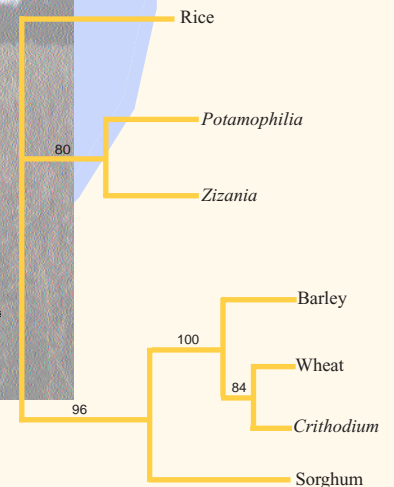 Rice
Potamophilia
80
Zizania
Barley
100
Wheat
84
96
Crithodium
Sorghum